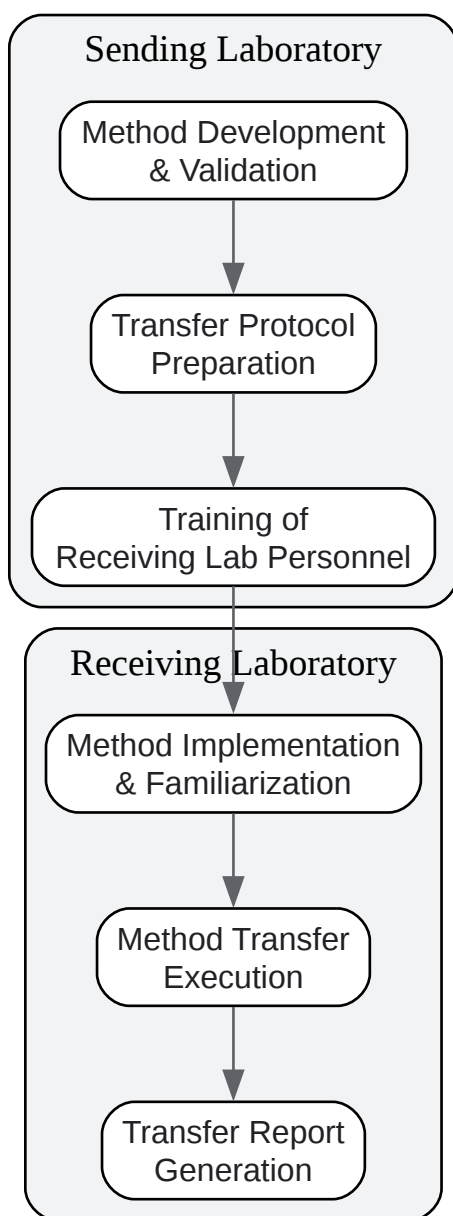 Sending Laboratory
Method Development
& Validation
Transfer Protocol
Preparation
Training of
Receiving Lab Personnel
Receiving Laboratory
Method Implementation
& Familiarization
Method Transfer
Execution
Transfer Report
Generation